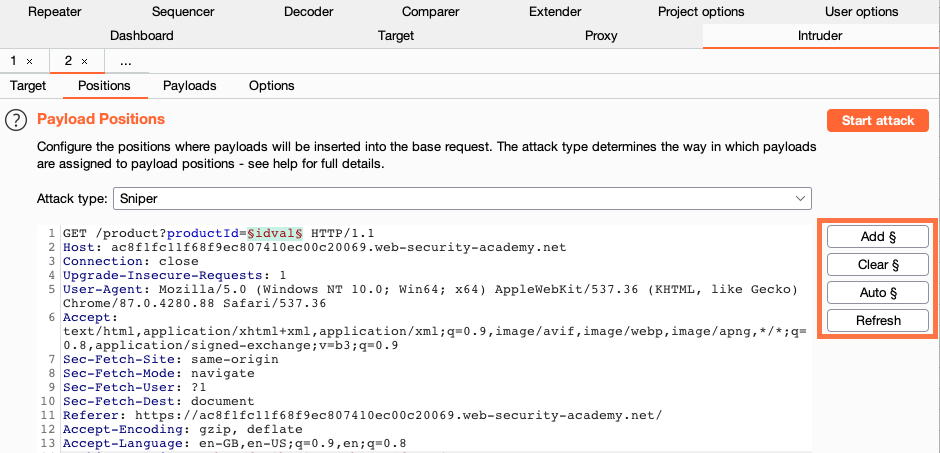 Repeater Sequencer Decoder Comparer Extender Project options User options
Dashboard Target Proxy Intruder
1 × 2 × ...
Target Positions Payloads Options
? Payload Positions Start attack
Configure the positions where payloads will be inserted into the base request. The attack type determines the way in which payloads
are assigned to payload positions - see help for full details.
Attack type: Sniper
1 GET /product?productId=§idval§ HTTP/1.1
2 Host: ac8f1fc11f68f9ec807410ec00c20069.web-security-academy.net
3 Connection: close
4 Upgrade-Insecure-Requests: 1
5 User-Agent: Mozilla/5.0 (Windows NT 10.0; Win64; x64) AppleWebKit/537.36 (KHTML, like Gecko)
Chrome/87.0.4280.88 Safari/537.36
6 Accept:
text/html,application/xhtml+xml,application/xml;q=0.9,image/avif,image/webp,image/apng,*/*;q=
0.8,application/signed-exchange;v=b3;q=0.9
7 Sec-Fetch-Site: same-origin
8 Sec-Fetch-Mode: navigate
9 Sec-Fetch-User: ?1
10 Sec-Fetch-Dest: document
11 Referer: https://ac8f1fc11f68f9ec807410ec00c20069.web-security-academy.net/
12 Accept-Encoding: gzip, deflate
13 Accept-Language: en-GB,en-US;q=0.9,en;q=0.8
Add §
Clear §
Auto §
Refresh